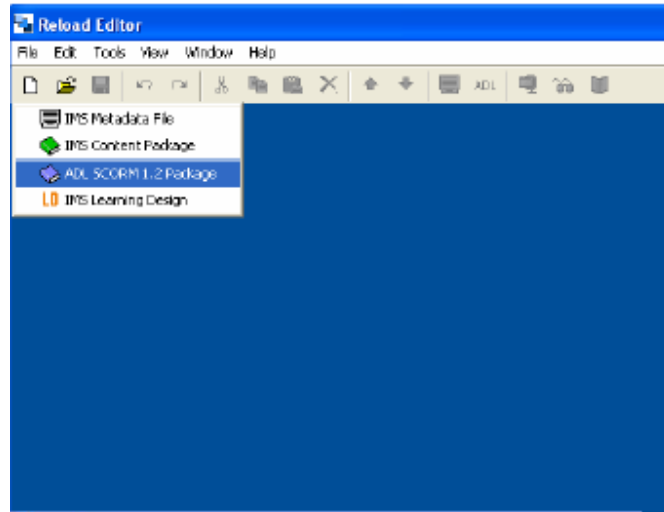 Reload Editor
File Edit Tools View Window Help
ADL
IMS Metadata File
IMS Content Package
ADL SCORM 1.2 Package
LD IMS Learning Design